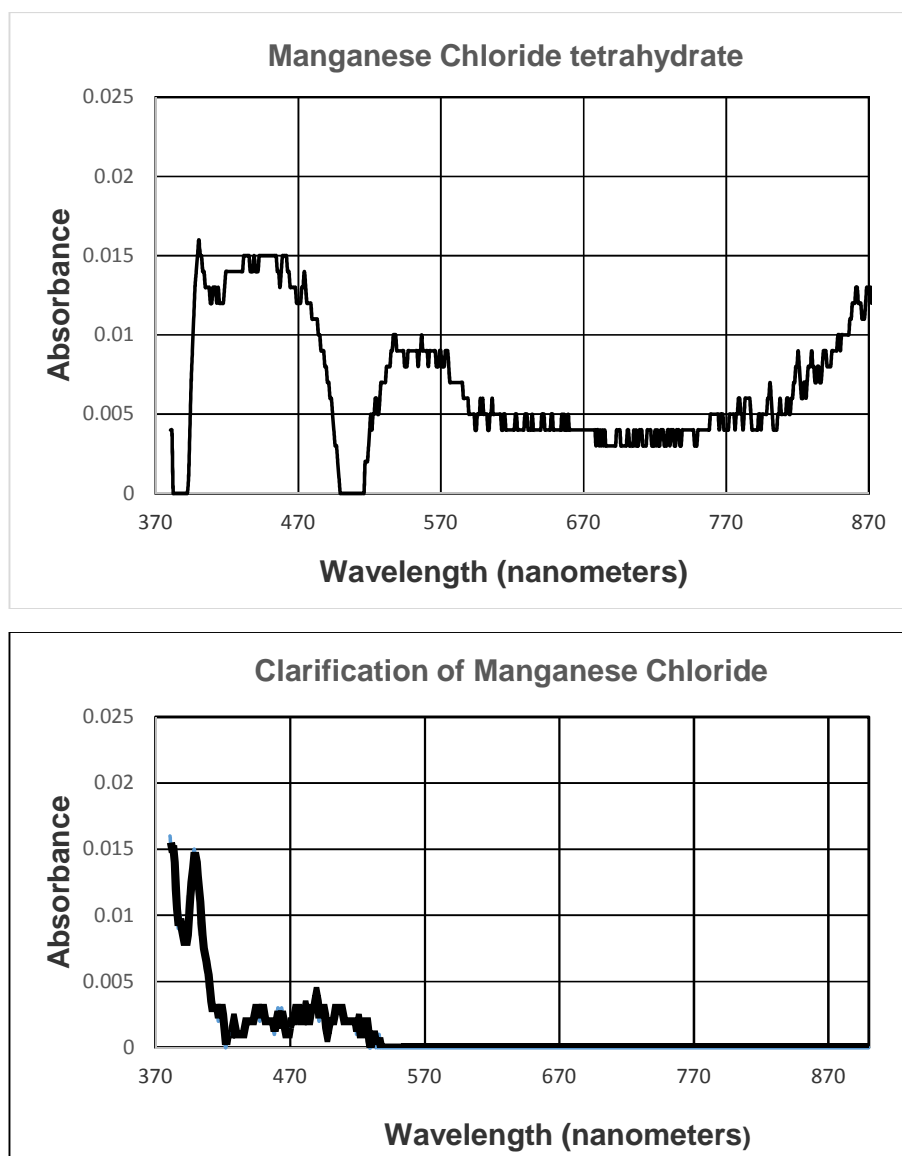 Manganese Chloride tetrahydrate
0.025
0.02
0.015
0.01
0.005
0
Absorbance
370 470 570 670 770 870
Wavelength (nanometers)
Clarification of Manganese Chloride
0.025
0.02
0.015
0.01
0.005
0
Absorbance
370 470 570 670 770 870
Wavelength (nanometers)